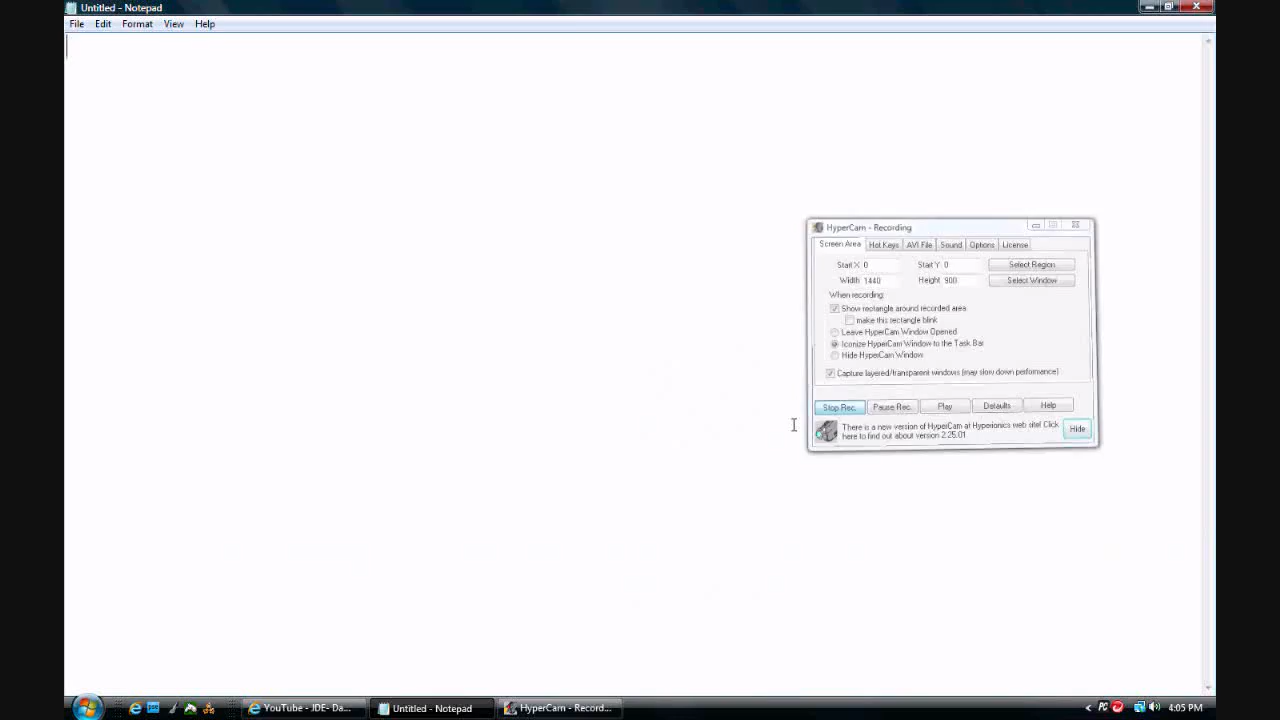 Untitled - Notepad
File Edit Format View Help
HyperCam - Recording
Screen Area Hot Keys AVI File Sound Options License
Start X 0 Start Y 0 Select Region
Width 1440 Height 900 Select Window
When recording:
Show rectangle around recorded area
make this rectangle blink
Leave HyperCam Window Opened
Iconize HyperCam Window to the Task Bar
Hide HyperCam Window
Capture layered/transparent windows (may slow down performance)
Stop Rec. Pause Rec. Play Defaults Help
There is a new version of HyperCam at Hyperionics web site! Click
here to find out about version 2.25.01
Hide
YouTube - JDE- Da... Untitled - Notepad HyperCam - Record... 4:05 PM